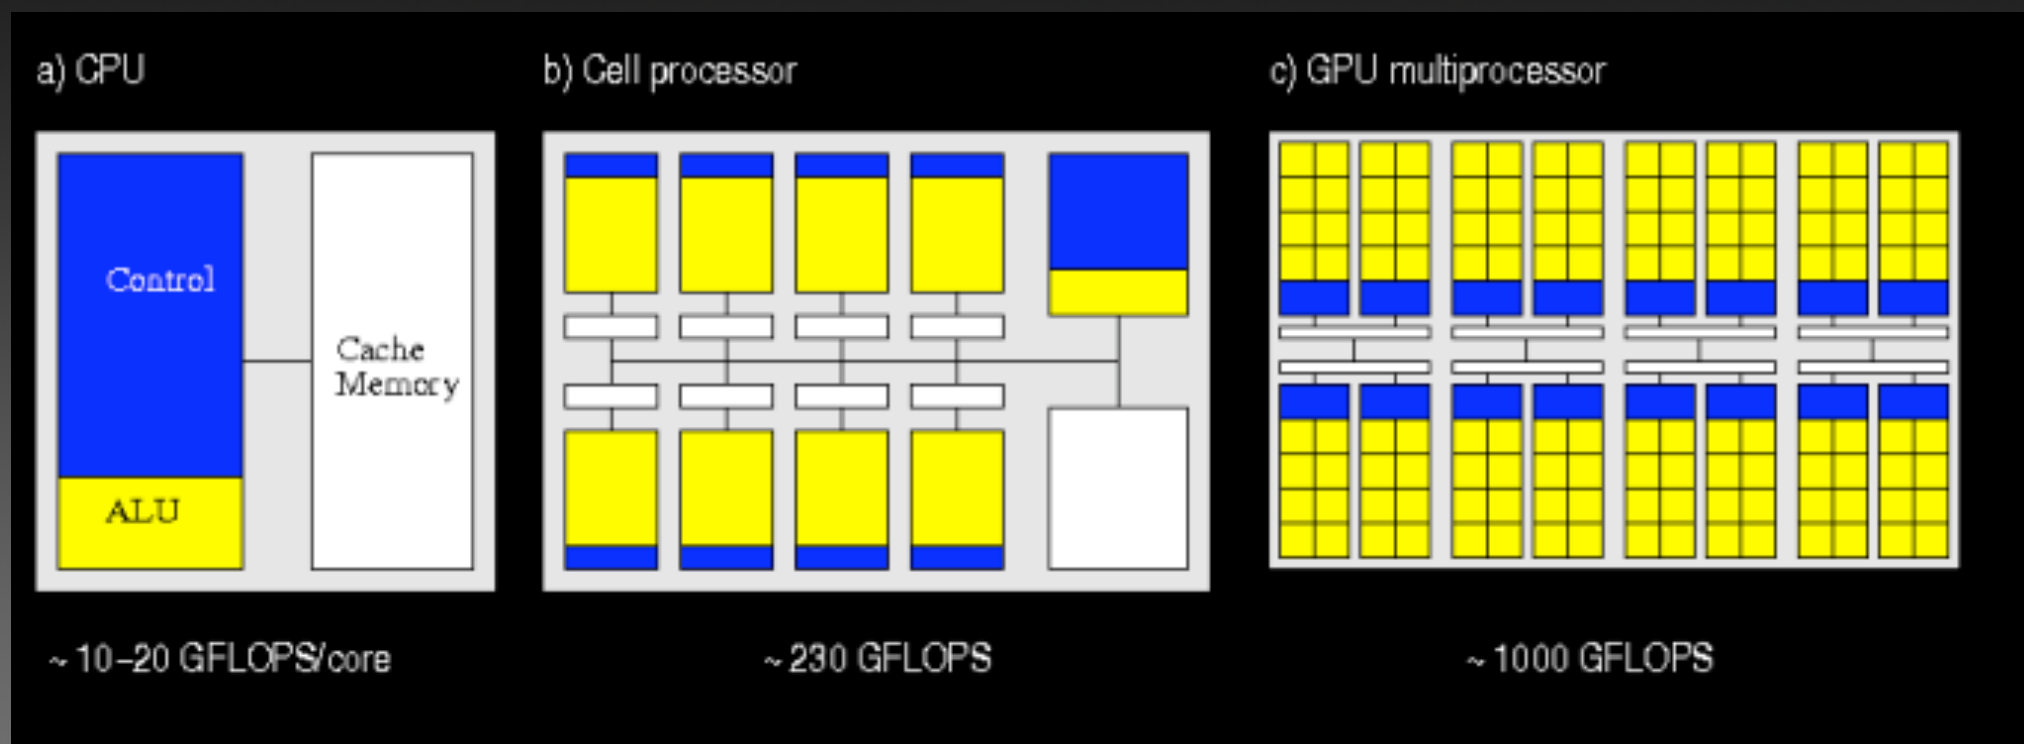 a) CPU
b) Cell processor
c) GPU multiprocessor
Control
ALU
Cache
Memory
~ 10–20 GFLOPS/core
~ 230 GFLOPS
~ 1000 GFLOPS